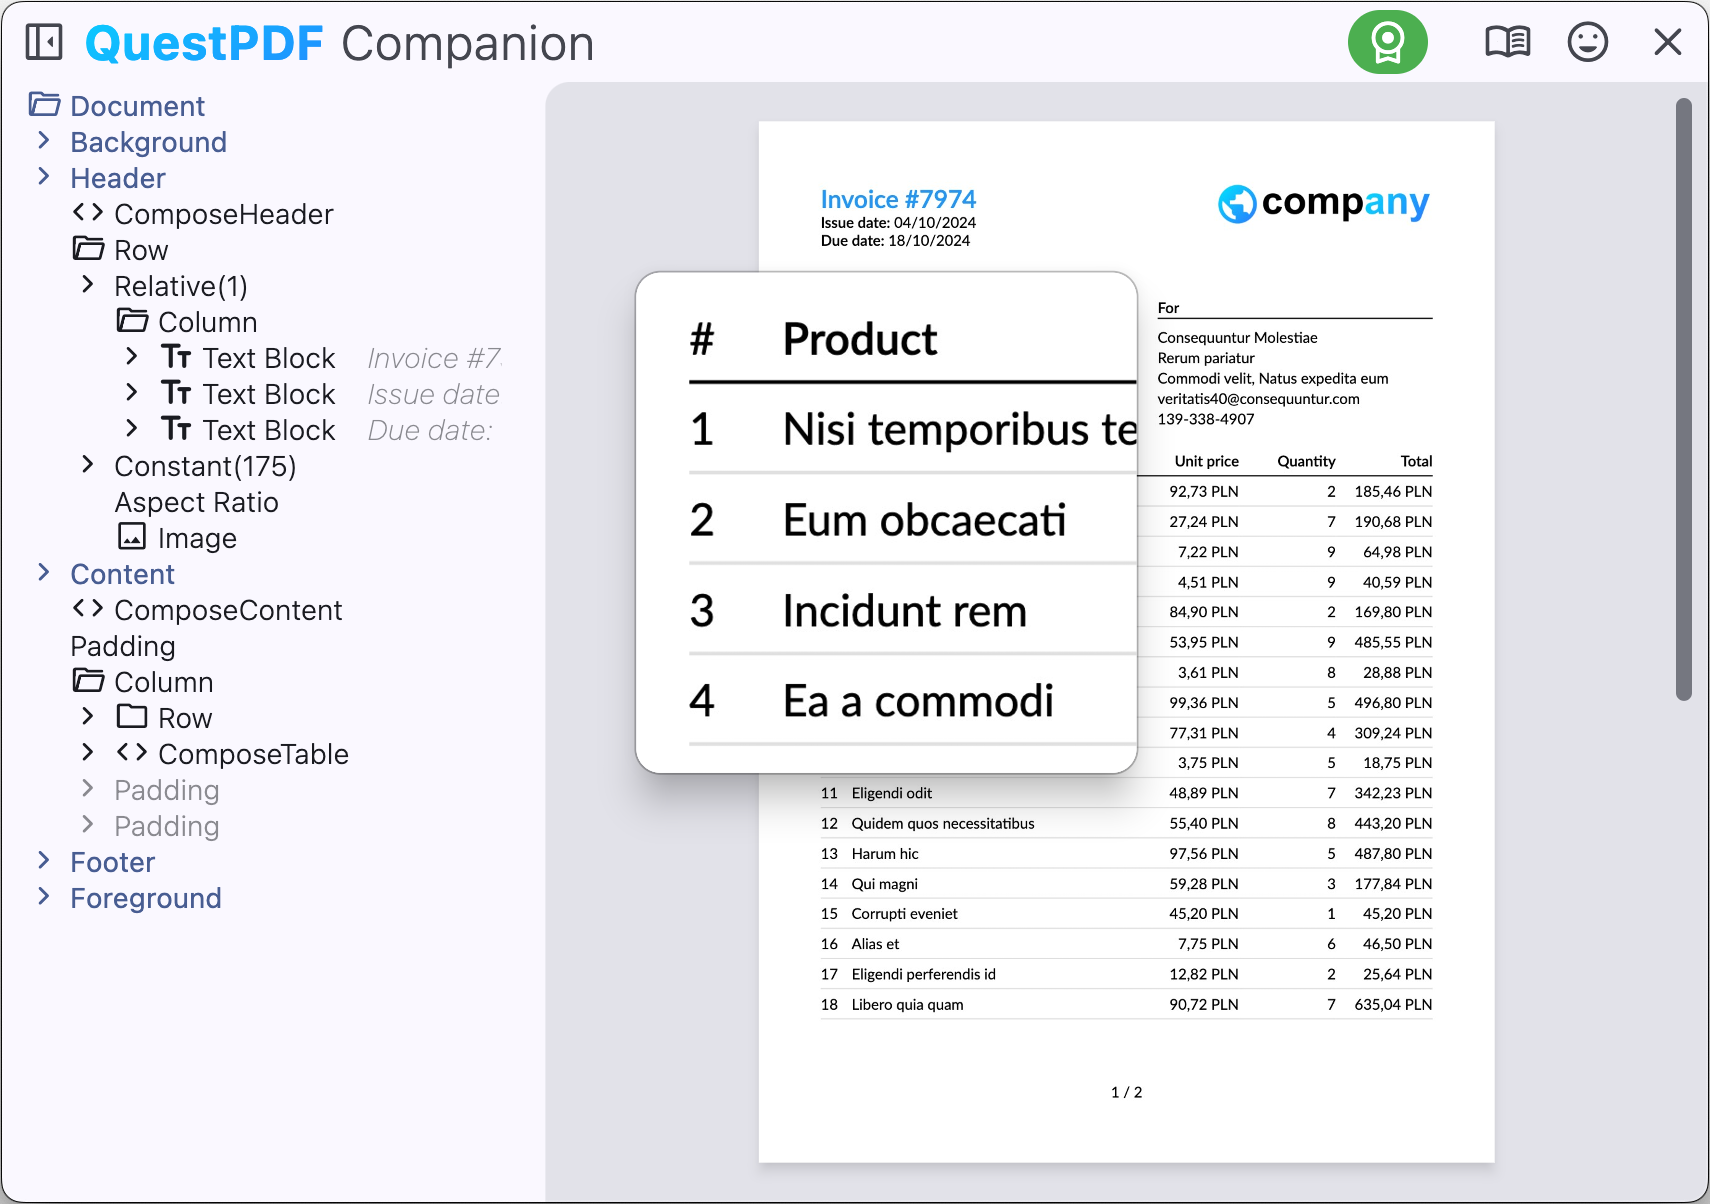 QuestPDF Companion
Document
Background
Header
ComposeHeader
Row
Relative(1)
Column
Text Block Invoice #7
Text Block Issue date
Text Block Due date:
Constant(175)
Aspect Ratio
Image
Content
ComposeContent
Padding
Column
Row
ComposeTable
Padding
Padding
Footer
Foreground
Invoice #7974
Issue date: 04/10/2024
Due date: 18/10/2024
company
For
Consequuntur Molestiae
Rerum pariatur
Commodi velit, Natus expedita eum
veritatis40@consequuntur.com
139-338-4907
# Product
1 Nisi temporibus te
2 Eum obcaecati
3 Incidunt rem
4 Ea a commodi
Unit price Quantity Total
92,73 PLN 2 185,46 PLN
27,24 PLN 7 190,68 PLN
7,22 PLN 9 64,98 PLN
4,51 PLN 9 40,59 PLN
84,90 PLN 2 169,80 PLN
53,95 PLN 9 485,55 PLN
3,61 PLN 8 28,88 PLN
99,36 PLN 5 496,80 PLN
77,31 PLN 4 309,24 PLN
3,75 PLN 5 18,75 PLN
11 Eligendi odit 48,89 PLN 7 342,23 PLN
12 Quidem quos necessitatibus 55,40 PLN 8 443,20 PLN
13 Harum hic 97,56 PLN 5 487,80 PLN
14 Qui magni 59,28 PLN 3 177,84 PLN
15 Corrupti eveniet 45,20 PLN 1 45,20 PLN
16 Alias et 7,75 PLN 6 46,50 PLN
17 Eligendi perferendis id 12,82 PLN 2 25,64 PLN
18 Libero quia quam 90,72 PLN 7 635,04 PLN
1 / 2